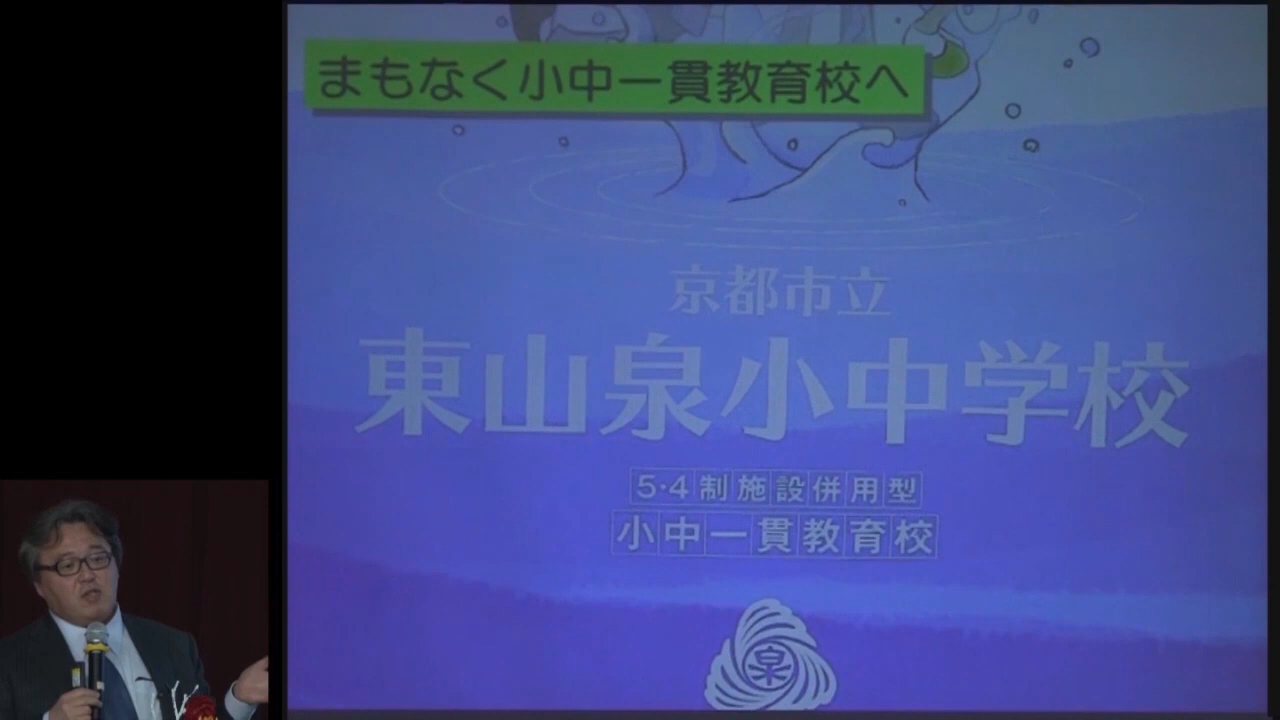 まもなく小中一貫教育校へ
京都市立
東山泉小中学校
5・4制施設併用型
小中一貫教育校
泉